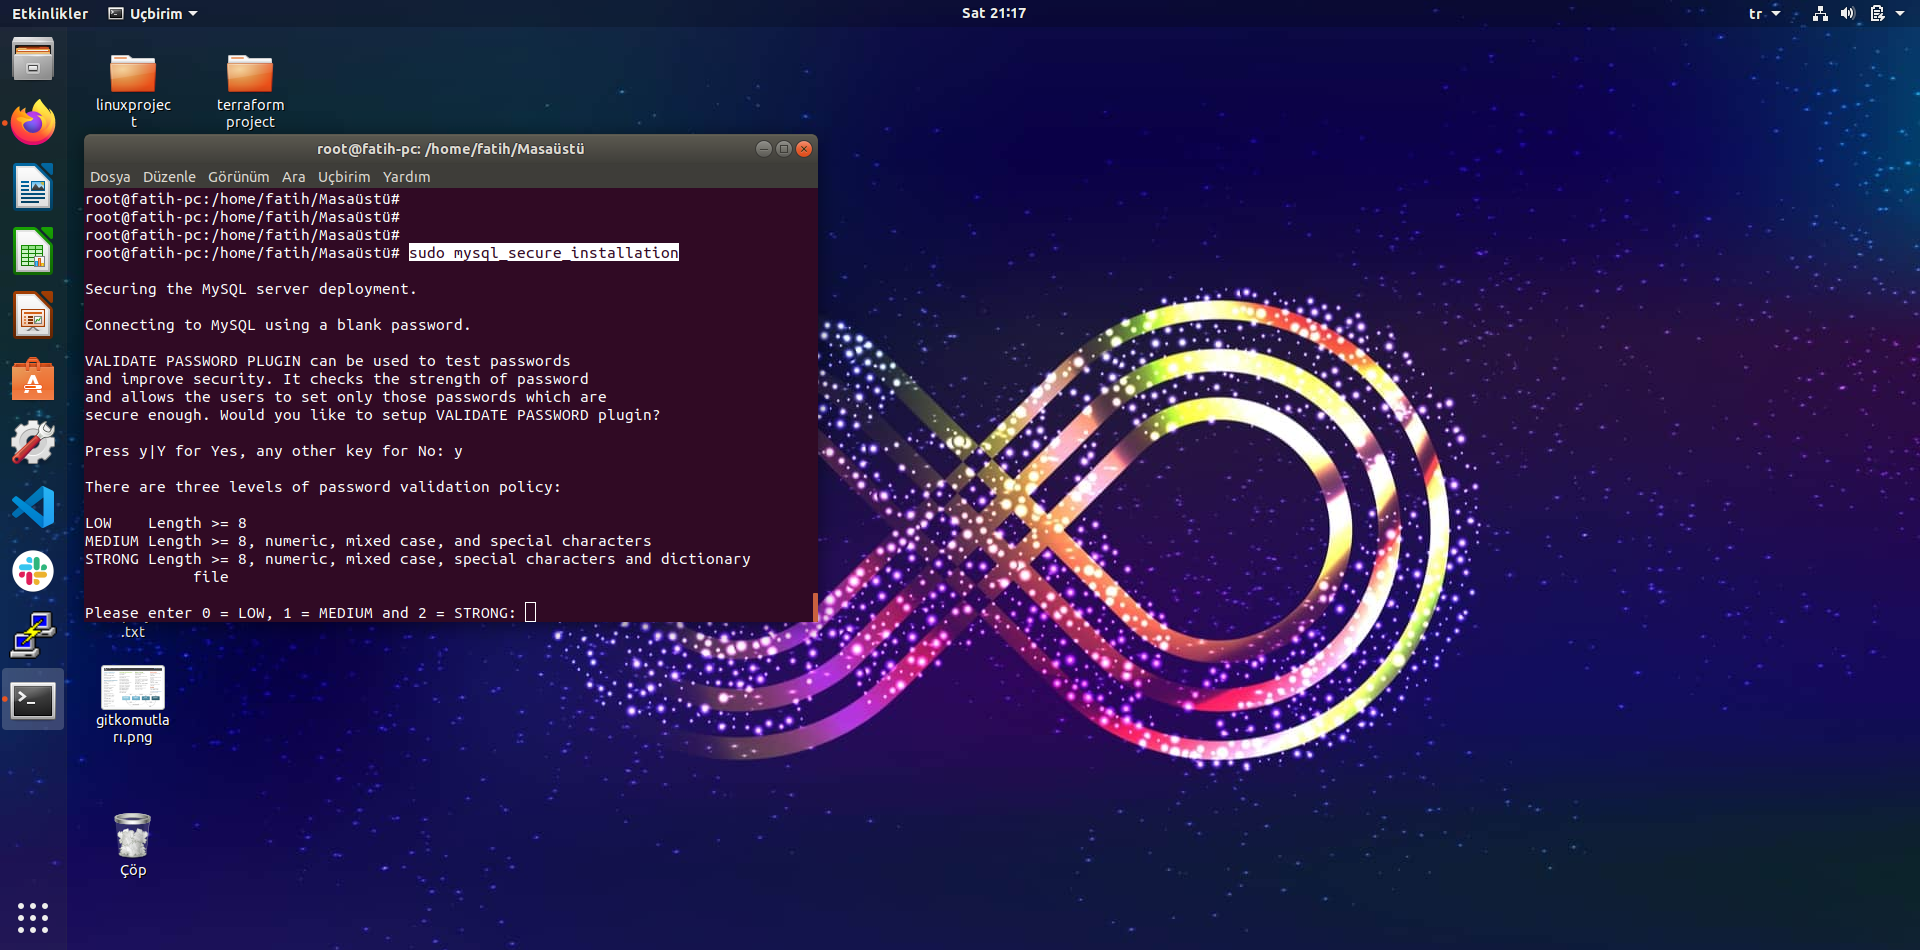 Etkinlikler
Uçbirim
Sat 21:17
tr
linuxprojec
t
terraform
project
root@fatih-pc: /home/fatih/Masaüstü
Dosya Düzenle Görünüm Ara Uçbirim Yardım
root@fatih-pc:/home/fatih/Masaüstü#
root@fatih-pc:/home/fatih/Masaüstü#
root@fatih-pc:/home/fatih/Masaüstü#
root@fatih-pc:/home/fatih/Masaüstü# sudo mysql_secure_installation
Securing the MySQL server deployment.
Connecting to MySQL using a blank password.
VALIDATE PASSWORD PLUGIN can be used to test passwords
and improve security. It checks the strength of password
and allows the users to set only those passwords which are
secure enough. Would you like to setup VALIDATE PASSWORD plugin?
Press y|Y for Yes, any other key for No: y
There are three levels of password validation policy:
LOW    Length >= 8
MEDIUM Length >= 8, numeric, mixed case, and special characters
STRONG Length >= 8, numeric, mixed case, special characters and dictionary
file
Please enter 0 = LOW, 1 = MEDIUM and 2 = STRONG:
.txt
gitkomutla
rı.png
Çöp